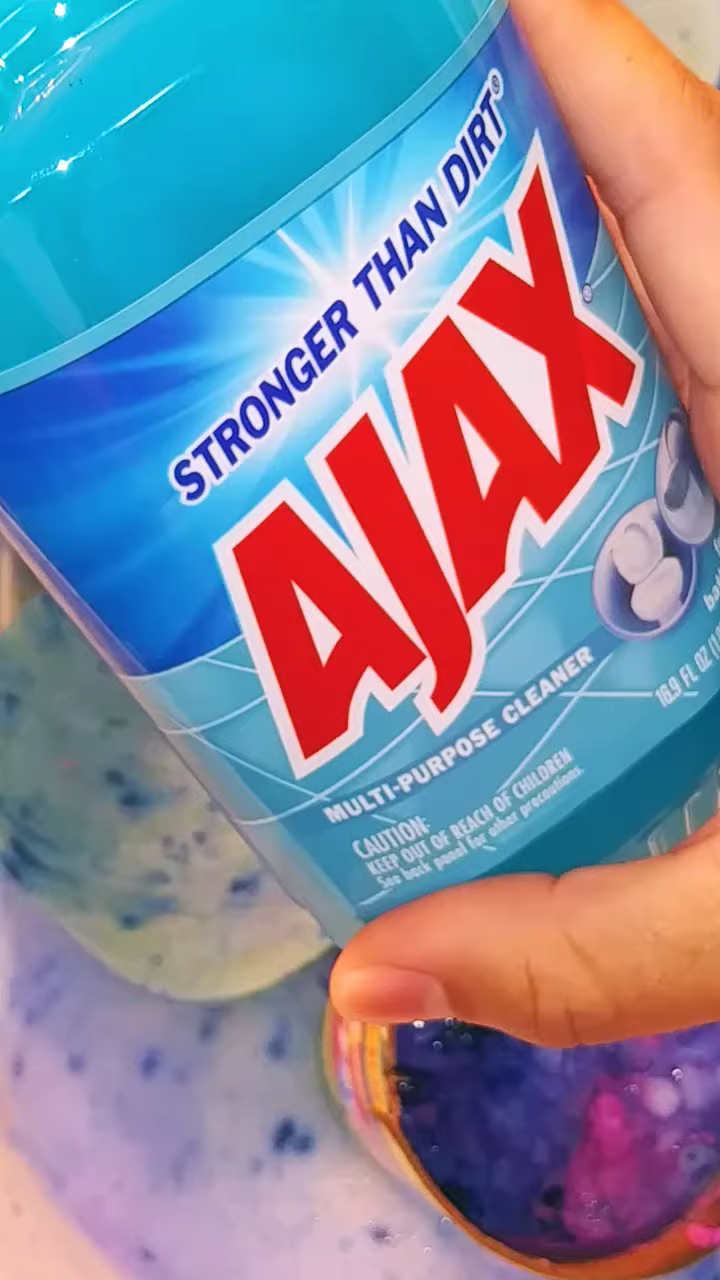 STRONGER THAN DIRT®
AJAX®
MULTI-PURPOSE CLEANER
CAUTION:
KEEP OUT OF REACH OF CHILDREN
See back panel for other precautions.
16.9 FL OZ (1